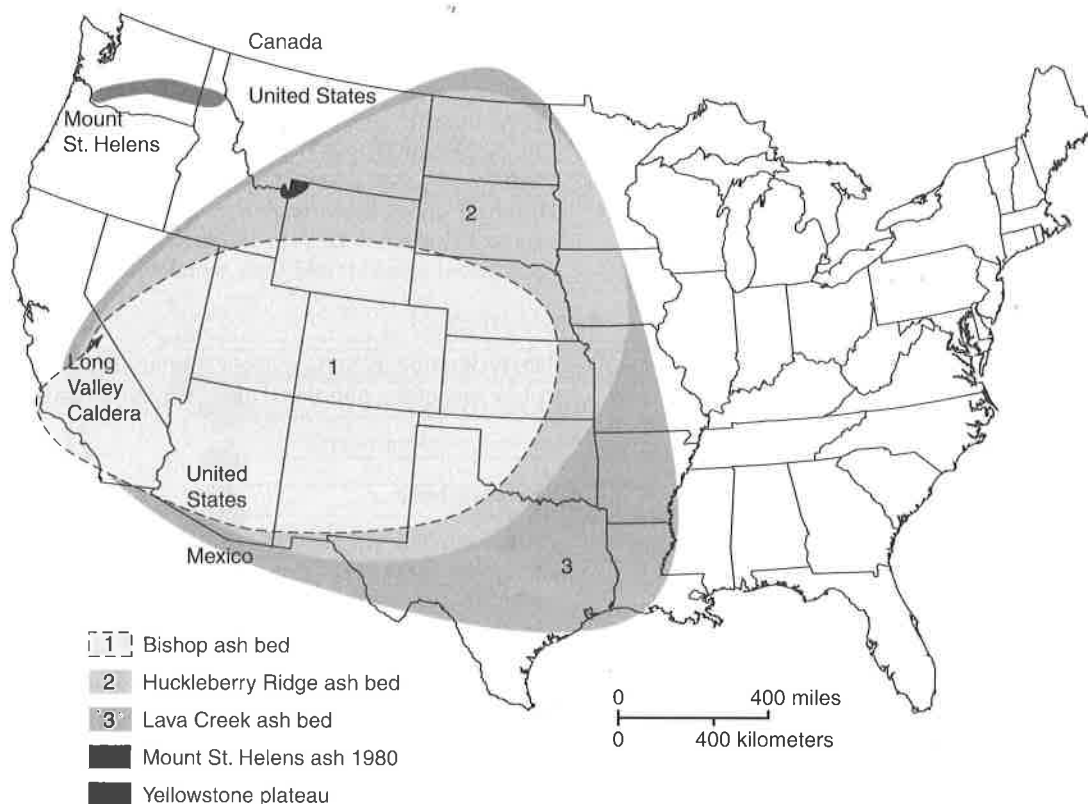 Canada
United States
Mount
St. Helens
2
1
Long
Valley
Caldera
United
States
Mexico
3
1 Bishop ash bed
2 Huckleberry Ridge ash bed
3 Lava Creek ash bed
Mount St. Helens ash 1980
Yellowstone plateau
0 400 miles
0 400 kilometers